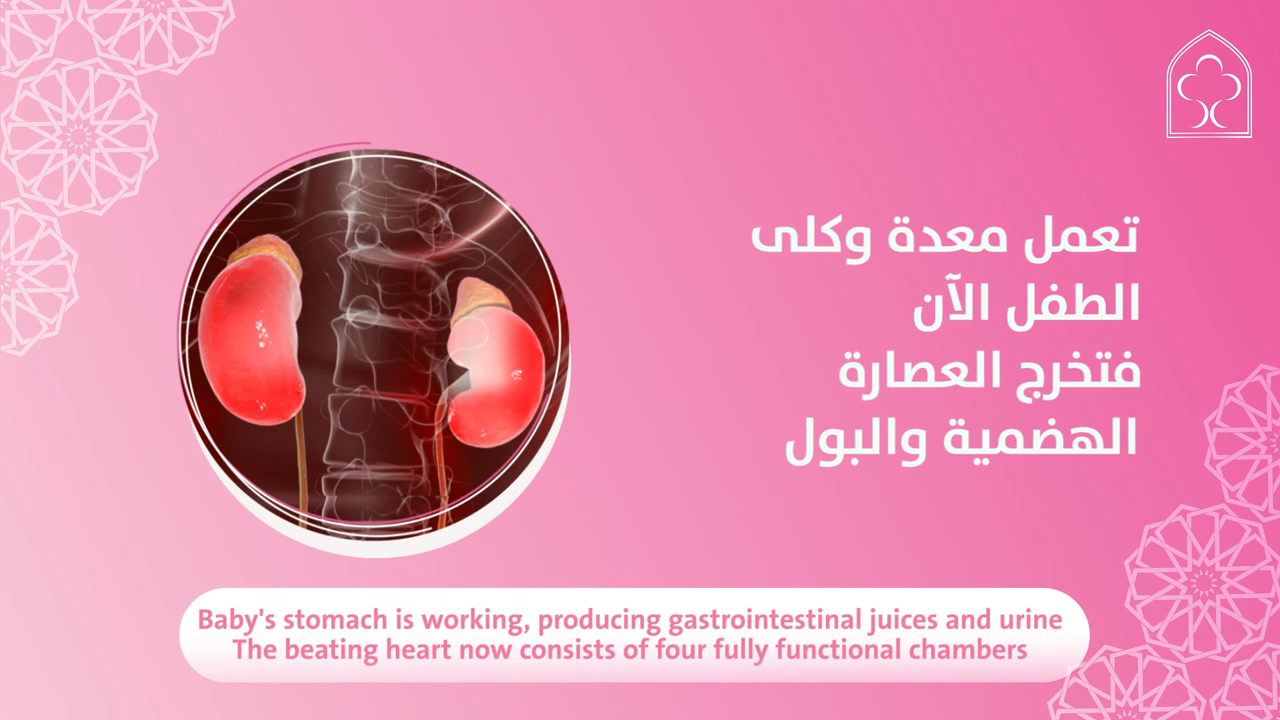 تعمل معدة وكلى
الطفل الآن
فتخرج العصارة
الهضمية والبول
Baby's stomach is working, producing gastrointestinal juices and urine
The beating heart now consists of four fully functional chambers